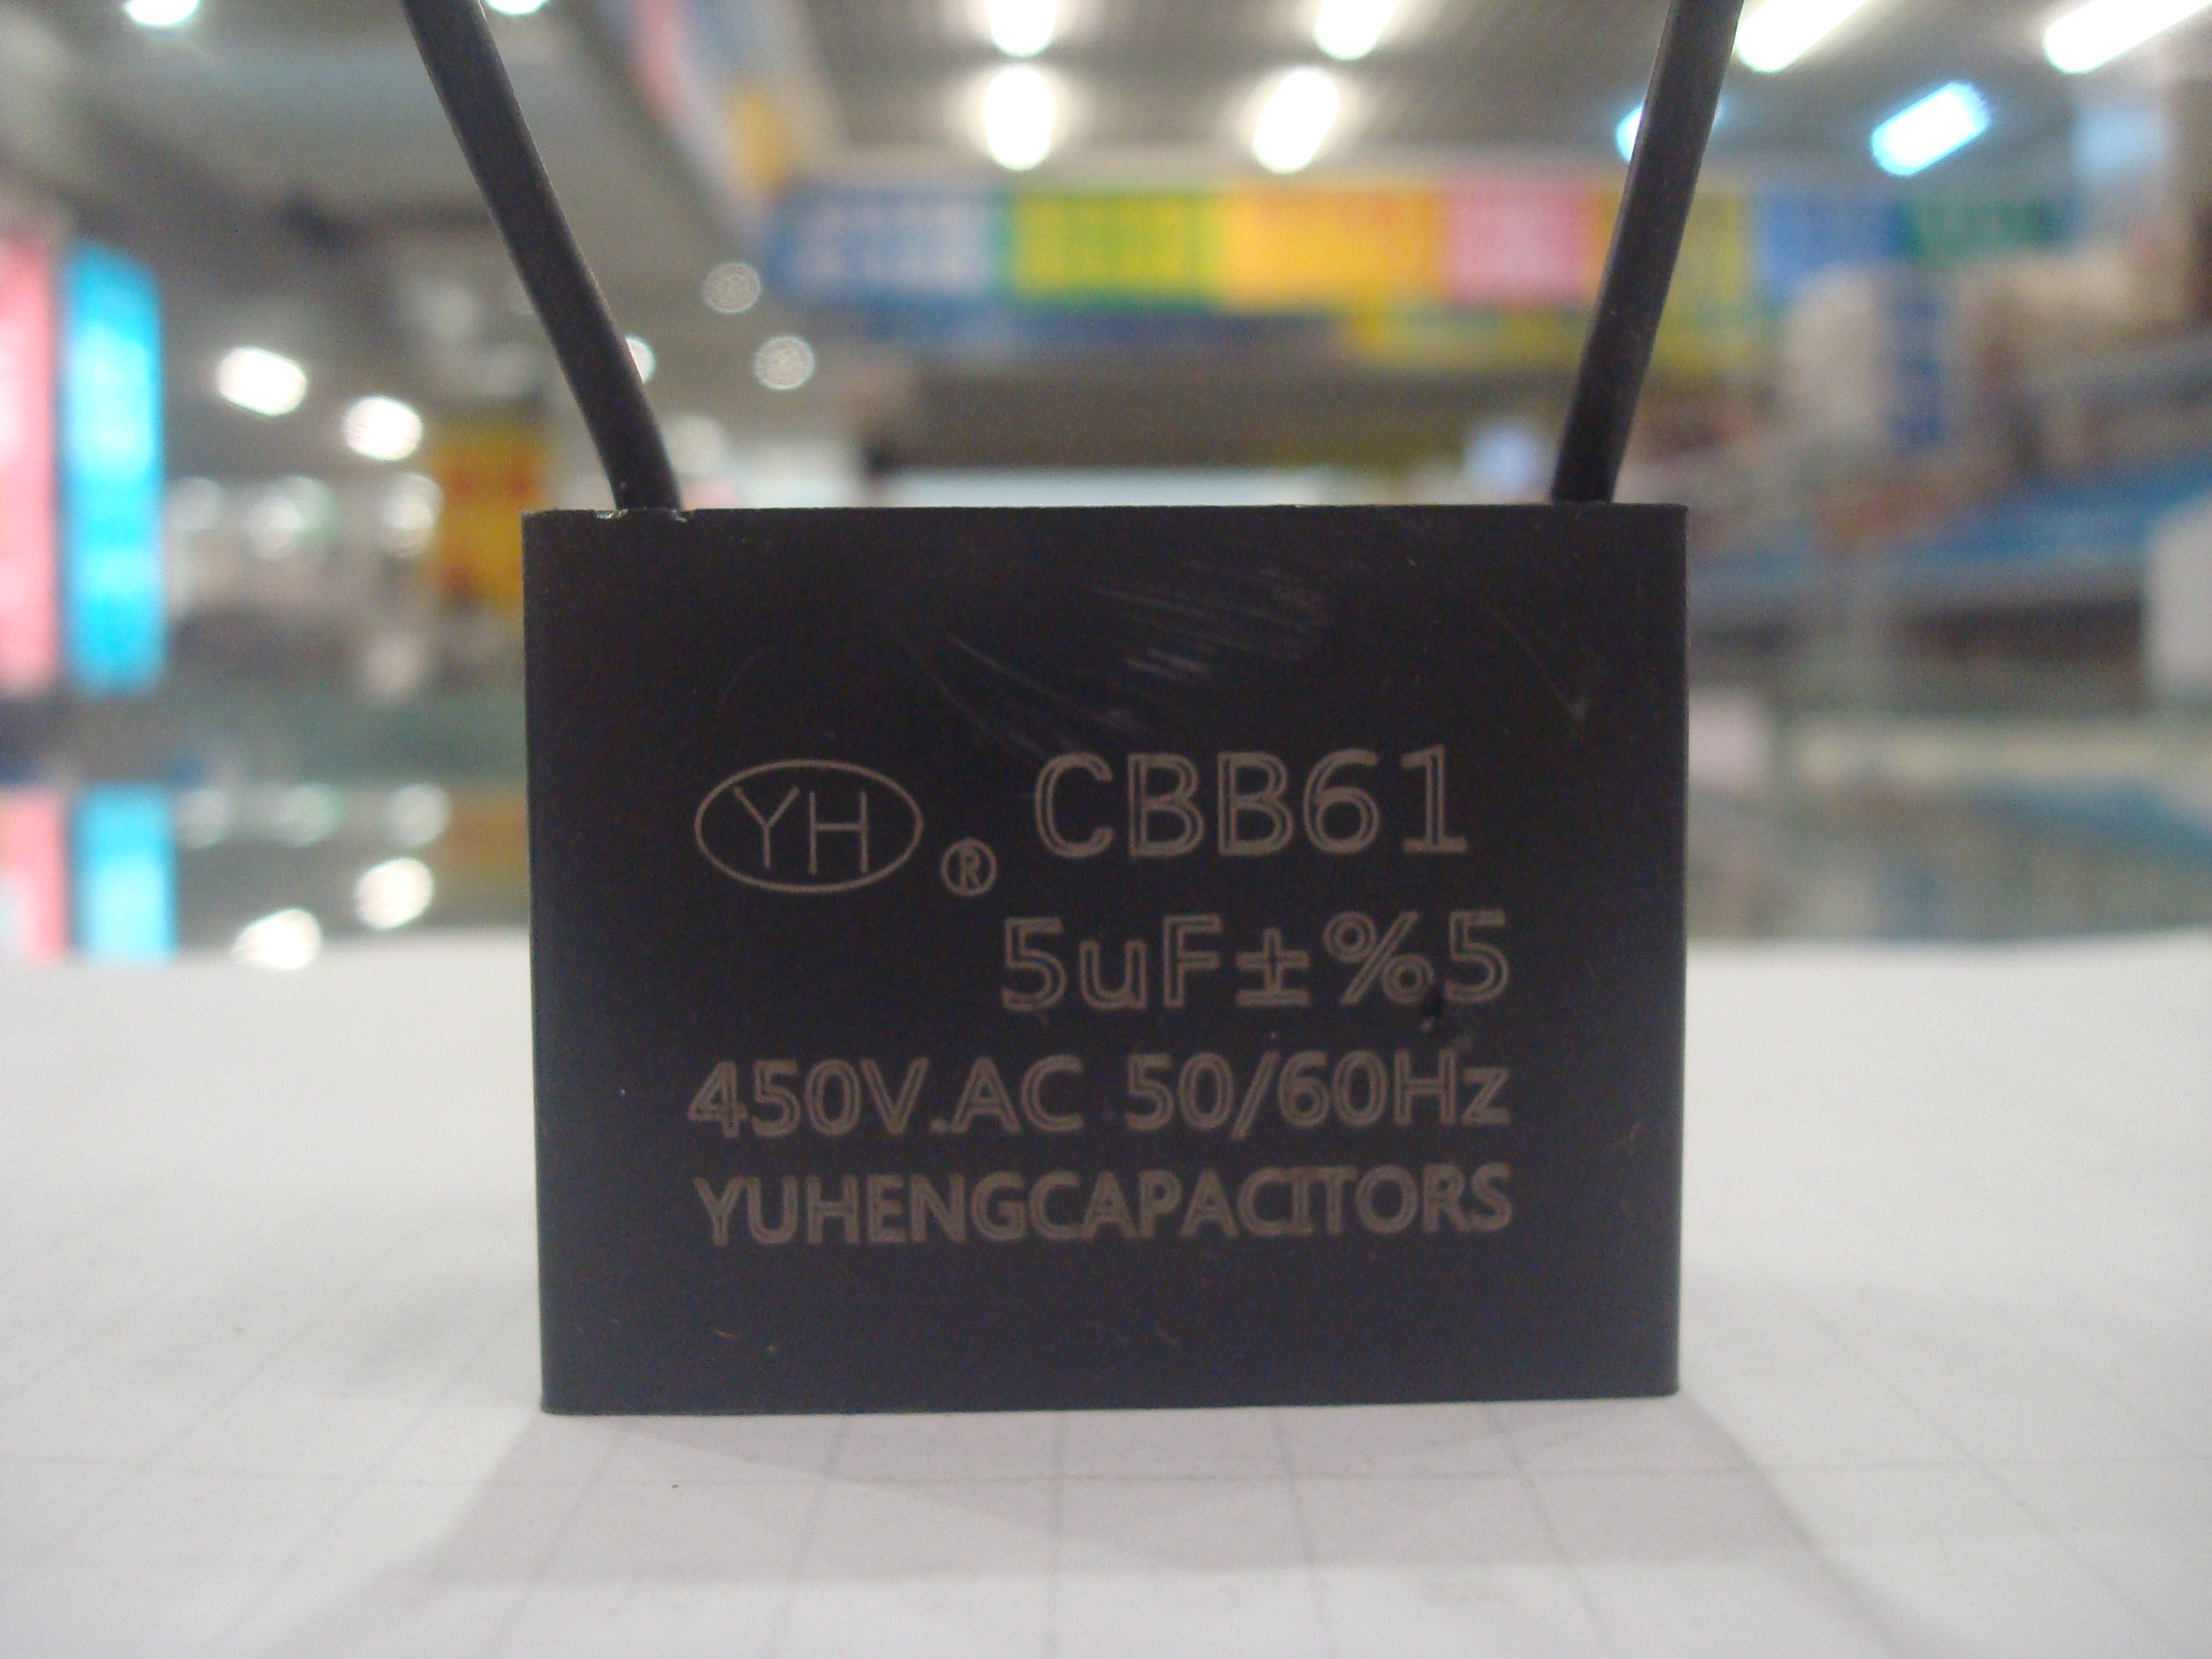 YH ® CBB61
5uF±%5
450V.AC 50/60Hz
YUHENGCAPACITORS